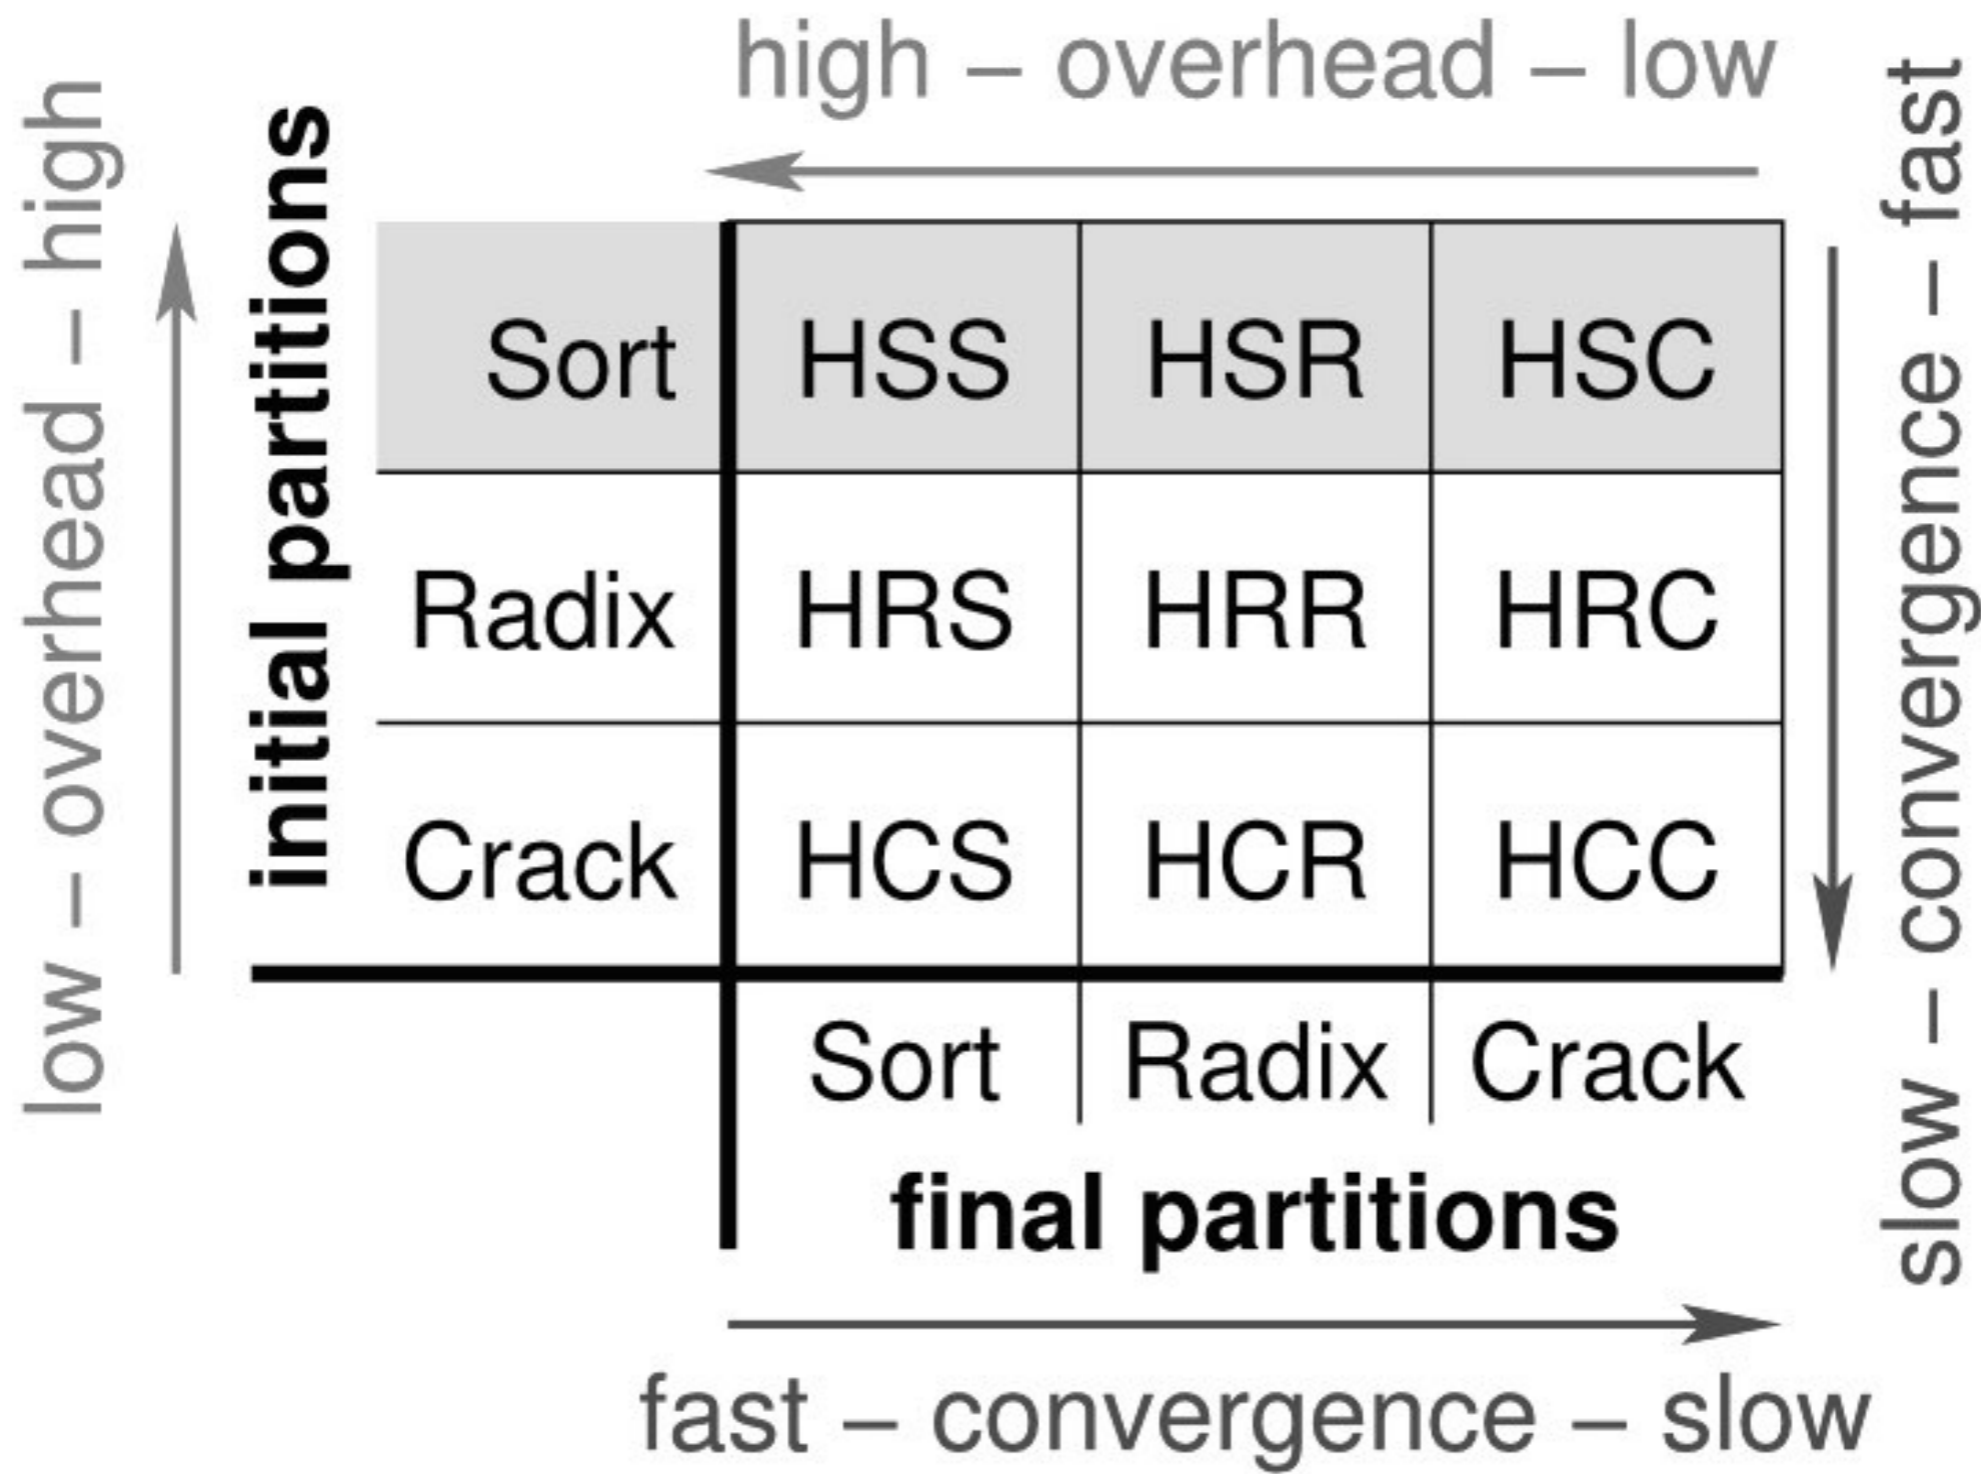 high – overhead – low
low – overhead – high
initial partitions
slow – convergence – fast
Sort HSS HSR HSC
Radix HRS HRR HRC
Crack HCS HCR HCC
Sort Radix Crack
final partitions
fast – convergence – slow